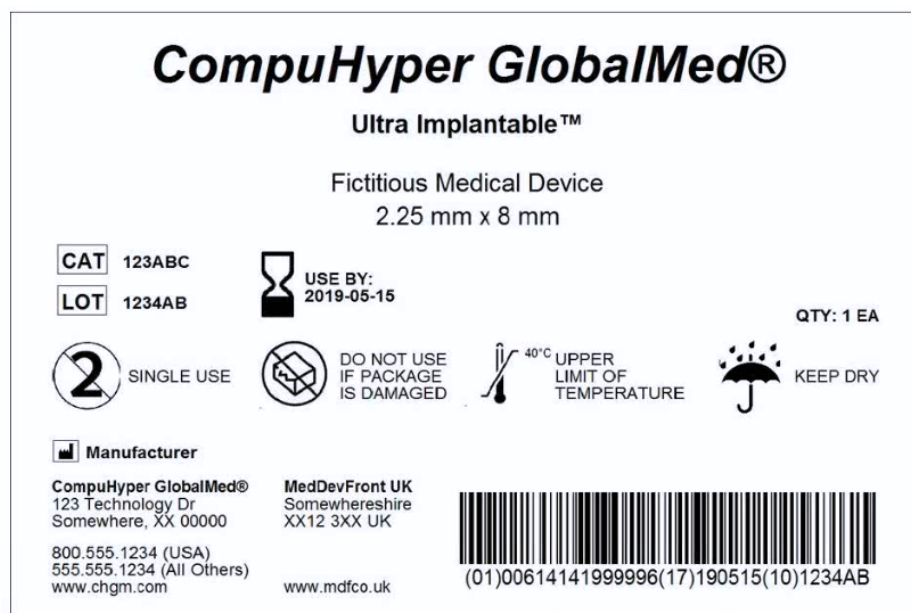 CompuHyper GlobalMed®
Ultra Implantable™
Fictitious Medical Device
2.25 mm x 8 mm
CAT 123ABC
LOT 1234AB
USE BY:
2019-05-15
QTY: 1 EA
2 SINGLE USE
DO NOT USE
IF PACKAGE
IS DAMAGED
40°C UPPER
LIMIT OF
TEMPERATURE
KEEP DRY
Manufacturer
CompuHyper GlobalMed®
123 Technology Dr
Somewhere, XX 00000
800.555.1234 (USA)
555.555.1234 (All Others)
www.chgm.com
MedDevFront UK
Somewhereshire
XX12 3XX UK
www.mdfco.uk
(01)00614141999996(17)190515(10)1234AB